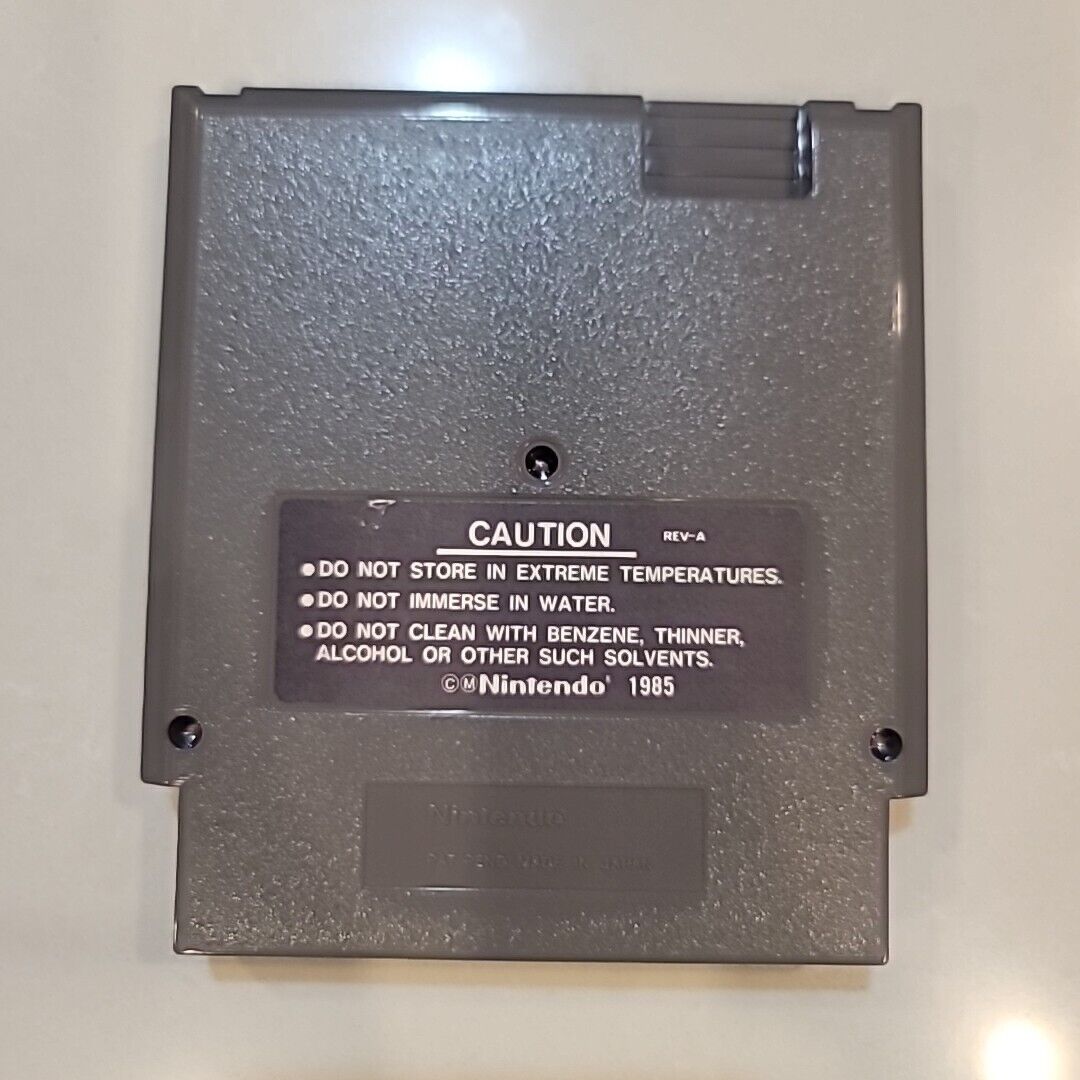 CAUTION REV-A
●DO NOT STORE IN EXTREME TEMPERATURES.
●DO NOT IMMERSE IN WATER.
●DO NOT CLEAN WITH BENZENE, THINNER,
ALCOHOL OR OTHER SUCH SOLVENTS.
©ⓂNintendo® 1985
Nintendo
PAT. PEND. MADE IN JAPAN